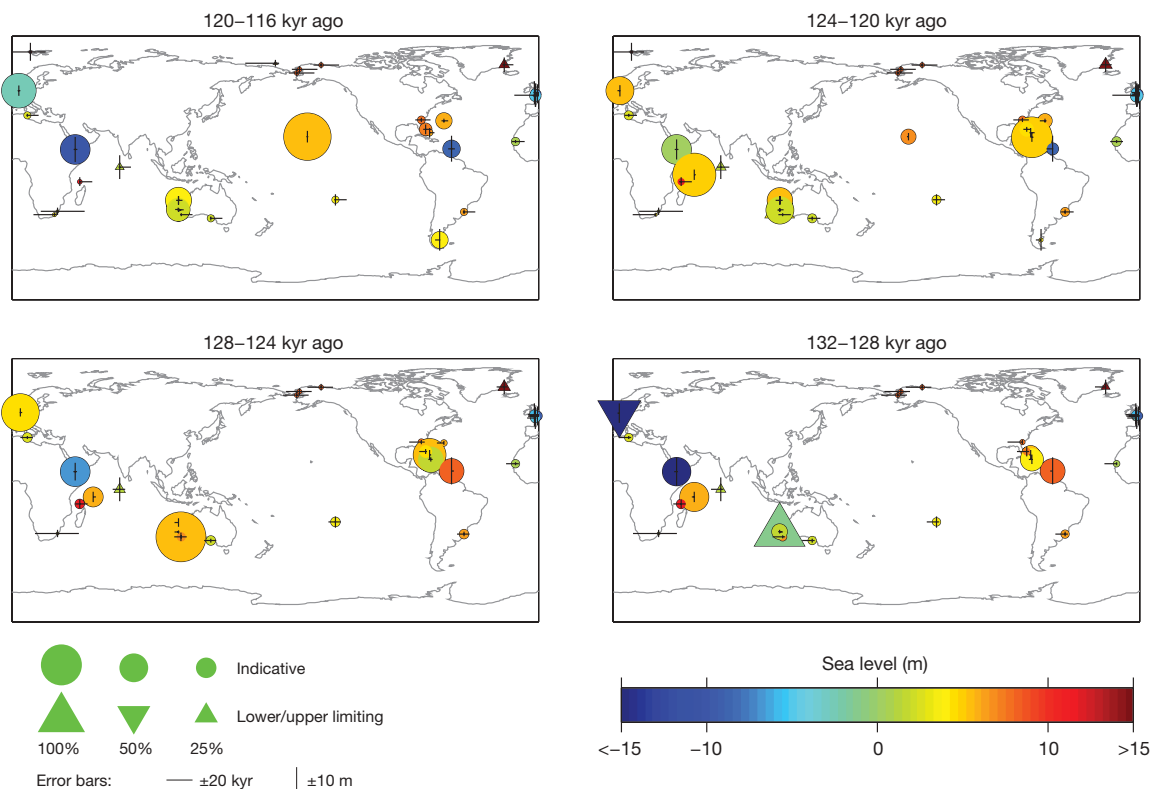 120–116 kyr ago
124–120 kyr ago
128–124 kyr ago
132–128 kyr ago
Indicative
Lower/upper limiting
100% 50% 25%
Error bars: ±20 kyr ±10 m
Sea level (m)
<–15 –10 0 10 >15